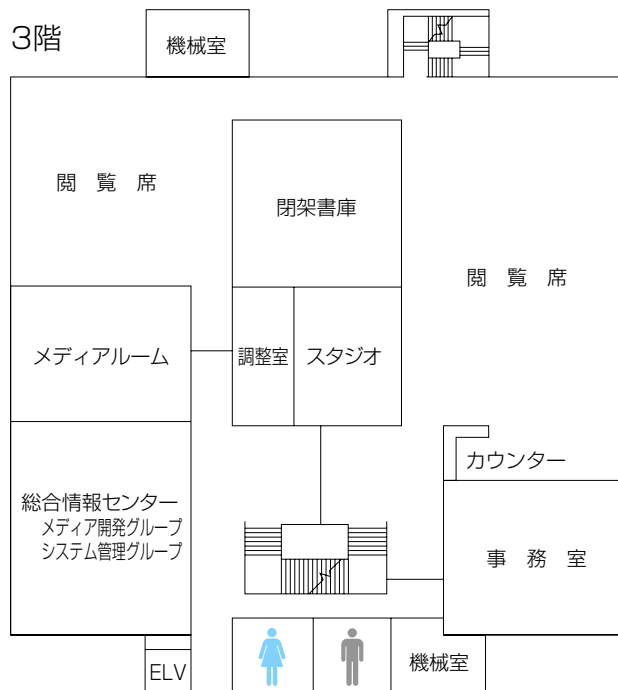 3階
機械室
閲覧席
閉架書庫
閲覧席
メディアルーム
調整室
スタジオ
カウンター
総合情報センター
メディア開発グループ
システム管理グループ
事務室
機械室
ELV